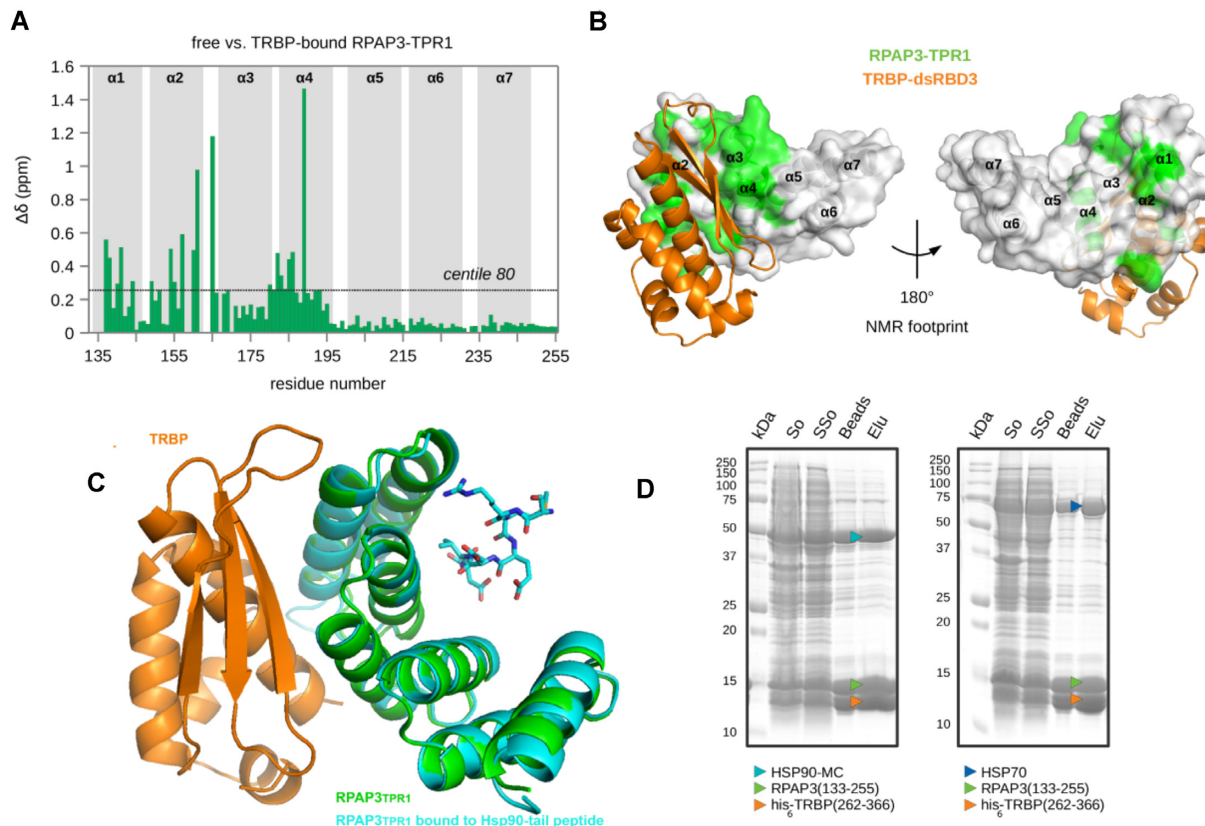 A
free vs. TRBP-bound RPAP3-TPR1
1.6
1.4
1.2
1
0.8
0.6
0.4
0.2
0
Δδ (ppm)
α1 α2 α3 α4 α5 α6 α7
centile 80
135 155 175 195 215 235 255
residue number
B
RPAP3-TPR1
TRBP-dsRBD3
α2 α3 α4 α5 α7 α6
α7 α6 α5 α4 α3 α1 α2
180°
NMR footprint
C
TRBP
RPAP3TPR1
RPAP3TPR1 bound to Hsp90-tail peptide
D
kDa So SSo Beads Elu
250
150
100
75
50
37
25
20
15
10
HSP90-MC
RPAP3(133-255)
his6-TRBP(262-366)
kDa So SSo Beads Elu
250
150
100
75
50
37
25
20
15
10
HSP70
RPAP3(133-255)
his6-TRBP(262-366)